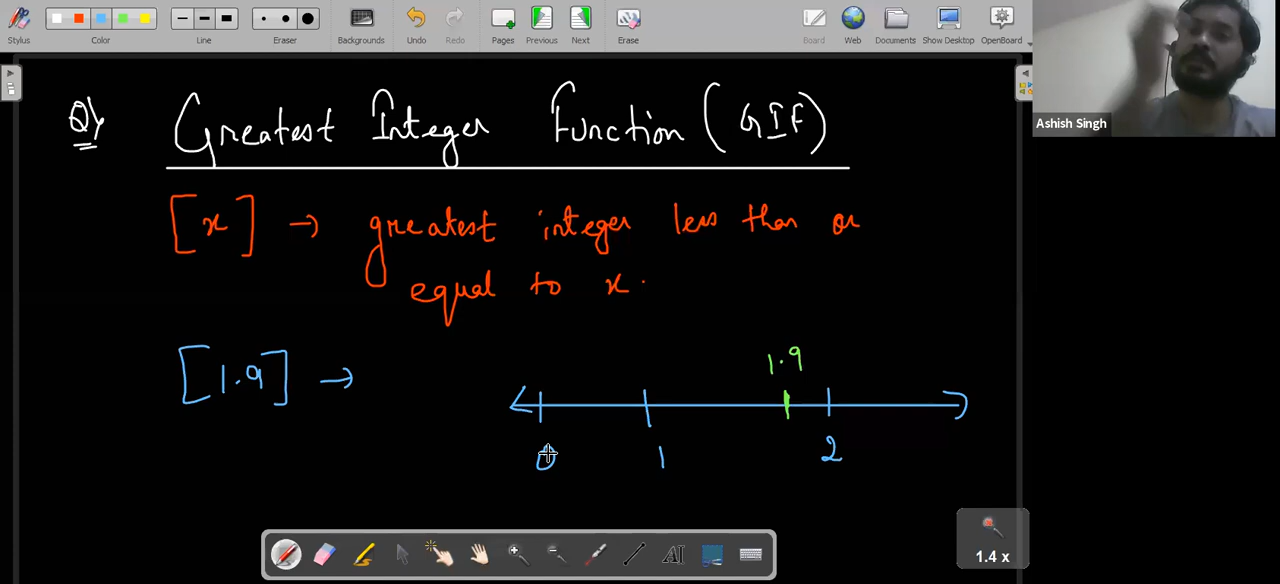 Stylus
Color
Line
Eraser
Backgrounds
Undo
Redo
Pages
Previous
Next
Erase
Board
Web
Documents
Show Desktop
OpenBoard
Ashish Singh
Q)
Greatest Integer Function (GIF)
[x] → greatest integer less than or
equal to x.
[1.9] →
1.9
0 1 2
AI
1.4 x